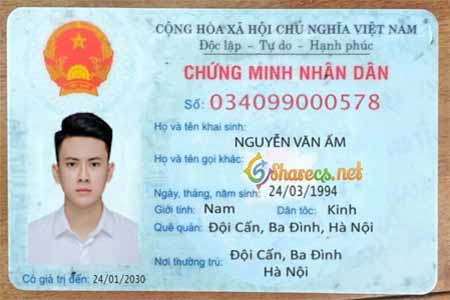 CỘNG HÒA XÃ HỘI CHỦ NGHĨA VIỆT NAM
Độc lập - Tự do - Hạnh phúc
CHỨNG MINH NHÂN DÂN
Số: 034099000578
Họ và tên khai sinh:
NGUYỄN VĂN ẤM
Họ và tên gọi khác:
Sharecs.net
Ngày, tháng, năm sinh: 24/03/1994
Giới tính: Nam Dân tộc: Kinh
Quê quán: Đội Cấn, Ba Đình, Hà Nội
Nơi thường trú: Đội Cấn, Ba Đình
Hà Nội
Có giá trị đến: 24/01/2030